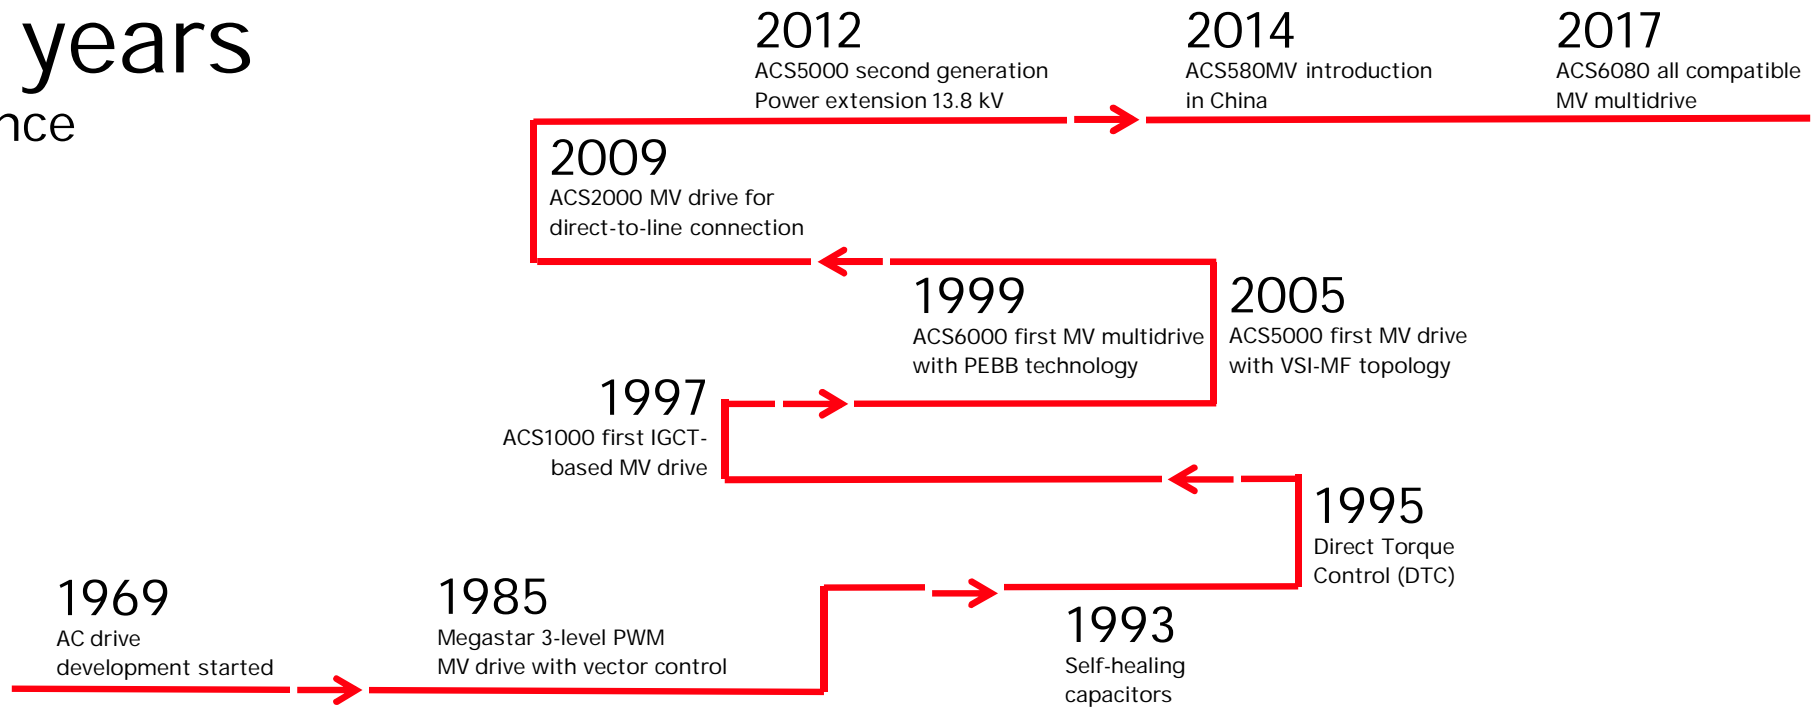 years
nce
2012
ACS5000 second generation
Power extension 13.8 kV
2014
ACS580MV introduction
in China
2017
ACS6080 all compatible
MV multidrive
2009
ACS2000 MV drive for
direct-to-line connection
1999
ACS6000 first MV multidrive
with PEBB technology
2005
ACS5000 first MV drive
with VSI-MF topology
1997
ACS1000 first IGCT-
based MV drive
1995
Direct Torque
Control (DTC)
1969
AC drive
development started
1985
Megastar 3-level PWM
MV drive with vector control
1993
Self-healing
capacitors